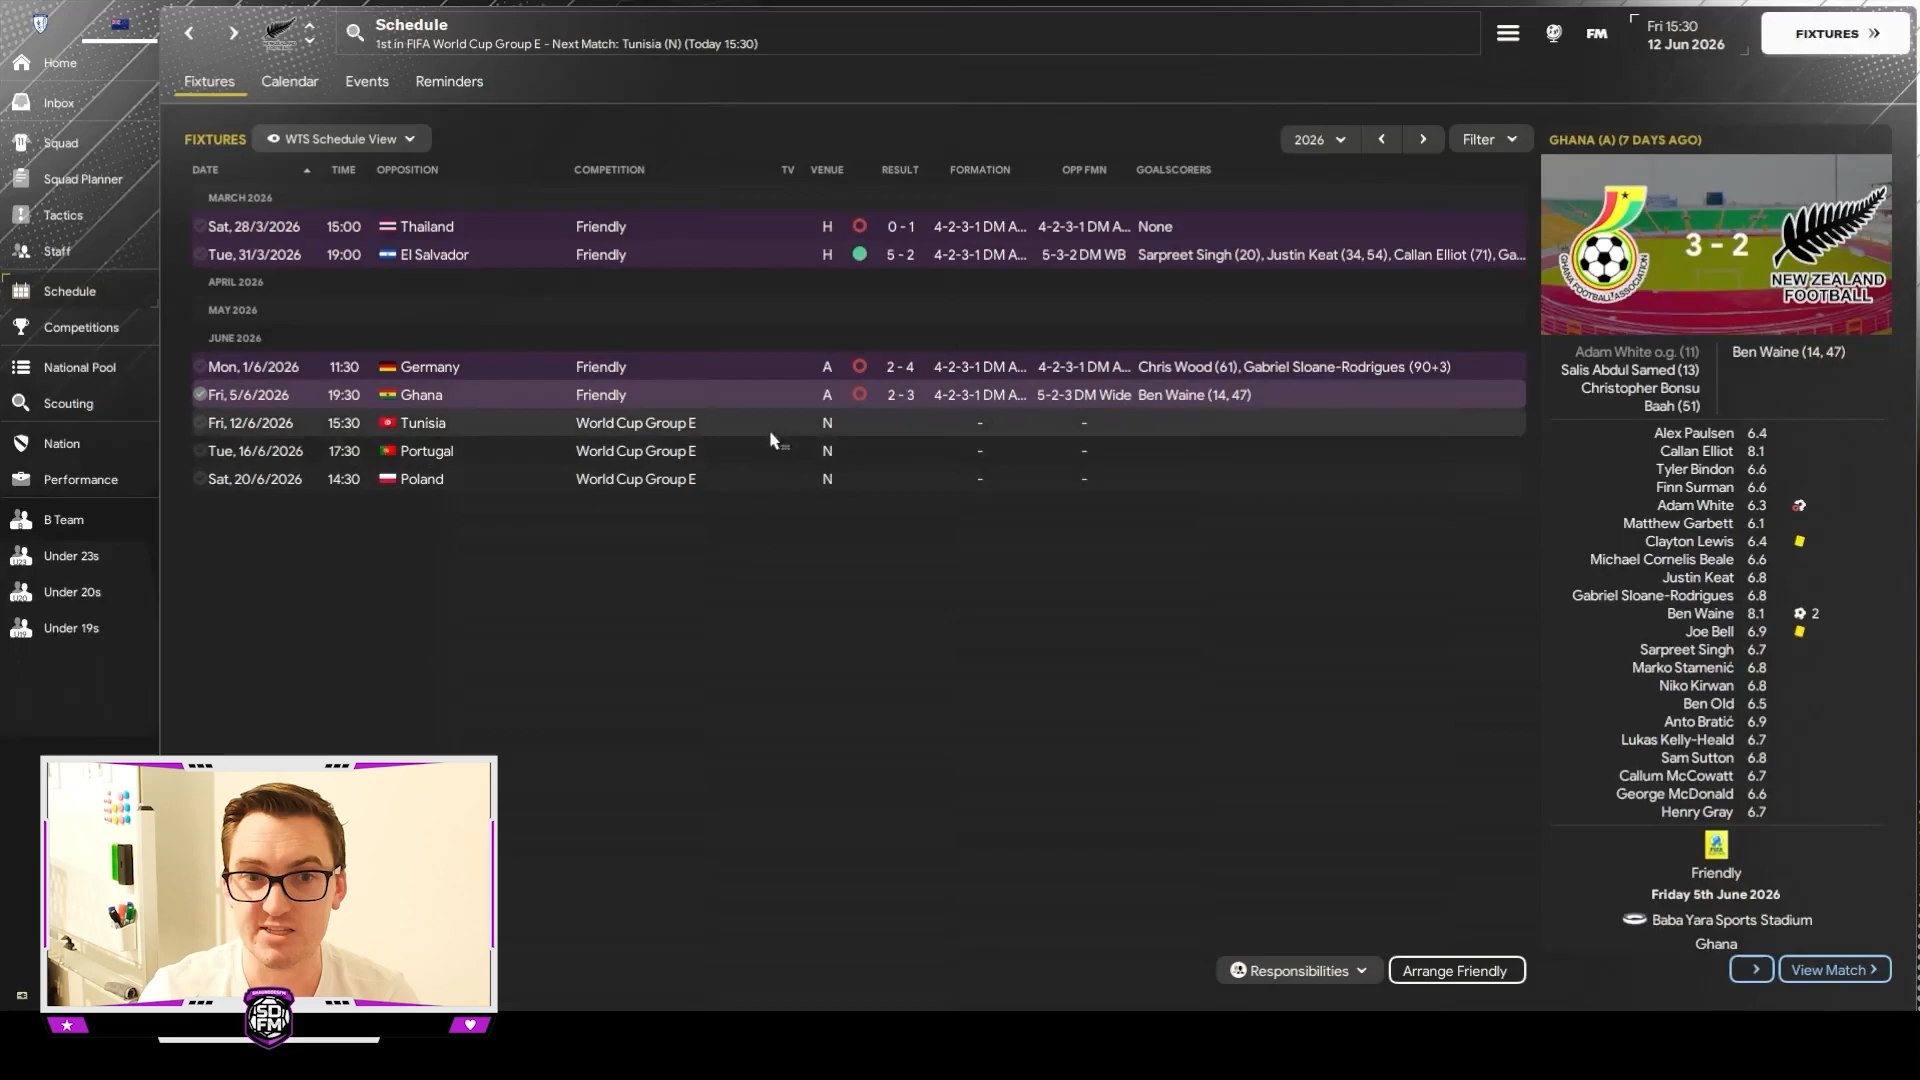 Schedule
1st in FIFA World Cup Group E - Next Match: Tunisia (N) (Today 15:30)
FM
Fri 15:30
12 Jun 2026
FIXTURES
Home
Inbox
Squad
Squad Planner
Tactics
Staff
Schedule
Competitions
National Pool
Scouting
Nation
Performance
B Team
Under 23s
Under 20s
Under 19s
Fixtures Calendar Events Reminders
FIXTURES WTS Schedule View 2026 Filter
DATE TIME OPPOSITION COMPETITION TV VENUE RESULT FORMATION OPP FMN GOALSCORERS
MARCH 2026
Sat, 28/3/2026 15:00 Thailand Friendly H 0 - 1 4-2-3-1 DM A... 4-2-3-1 DM A... None
Tue, 31/3/2026 19:00 El Salvador Friendly H 5 - 2 4-2-3-1 DM A... 5-3-2 DM WB Sarpreet Singh (20), Justin Keat (34, 54), Callan Elliot (71), Ga...
APRIL 2026
MAY 2026
JUNE 2026
Mon, 1/6/2026 11:30 Germany Friendly A 2 - 4 4-2-3-1 DM A... 4-2-3-1 DM A... Chris Wood (61), Gabriel Sloane-Rodrigues (90+3)
Fri, 5/6/2026 19:30 Ghana Friendly A 2 - 3 4-2-3-1 DM A... 5-2-3 DM Wide Ben Waine (14, 47)
Fri, 12/6/2026 15:30 Tunisia World Cup Group E N - -
Tue, 16/6/2026 17:30 Portugal World Cup Group E N - -
Sat, 20/6/2026 14:30 Poland World Cup Group E N - -
Responsibilities
Arrange Friendly
GHANA (A) (7 DAYS AGO)
GHANA FOOTBALL ASSOCIATION
3 - 2
NEW ZEALAND
FOOTBALL
Adam White o.g. (11)
Salis Abdul Samed (13)
Christopher Bonsu
Baah (51)
Ben Waine (14, 47)
Alex Paulsen 6.4
Callan Elliot 8.1
Tyler Bindon 6.6
Finn Surman 6.6
Adam White 6.3
Matthew Garbett 6.1
Clayton Lewis 6.4
Michael Cornelis Beale 6.6
Justin Keat 6.8
Gabriel Sloane-Rodrigues 6.8
Ben Waine 8.1 2
Joe Bell 6.9
Sarpreet Singh 6.7
Marko Stamenić 6.8
Niko Kirwan 6.8
Ben Old 6.5
Anto Bratić 6.9
Lukas Kelly-Heald 6.7
Sam Sutton 6.8
Callum McCowatt 6.7
George McDonald 6.6
Henry Gray 6.7
Friendly
Friday 5th June 2026
Baba Yara Sports Stadium
Ghana
View Match
SD
FM